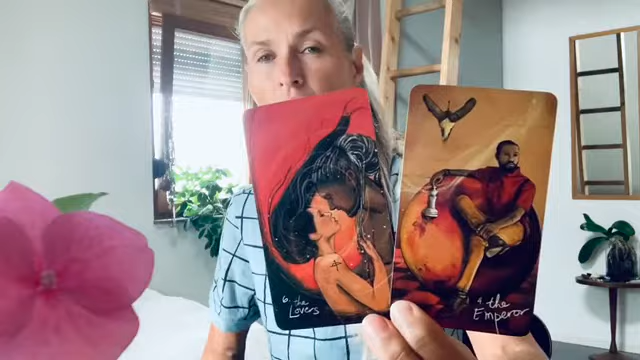 6. the
Lovers
4. the
Emperor